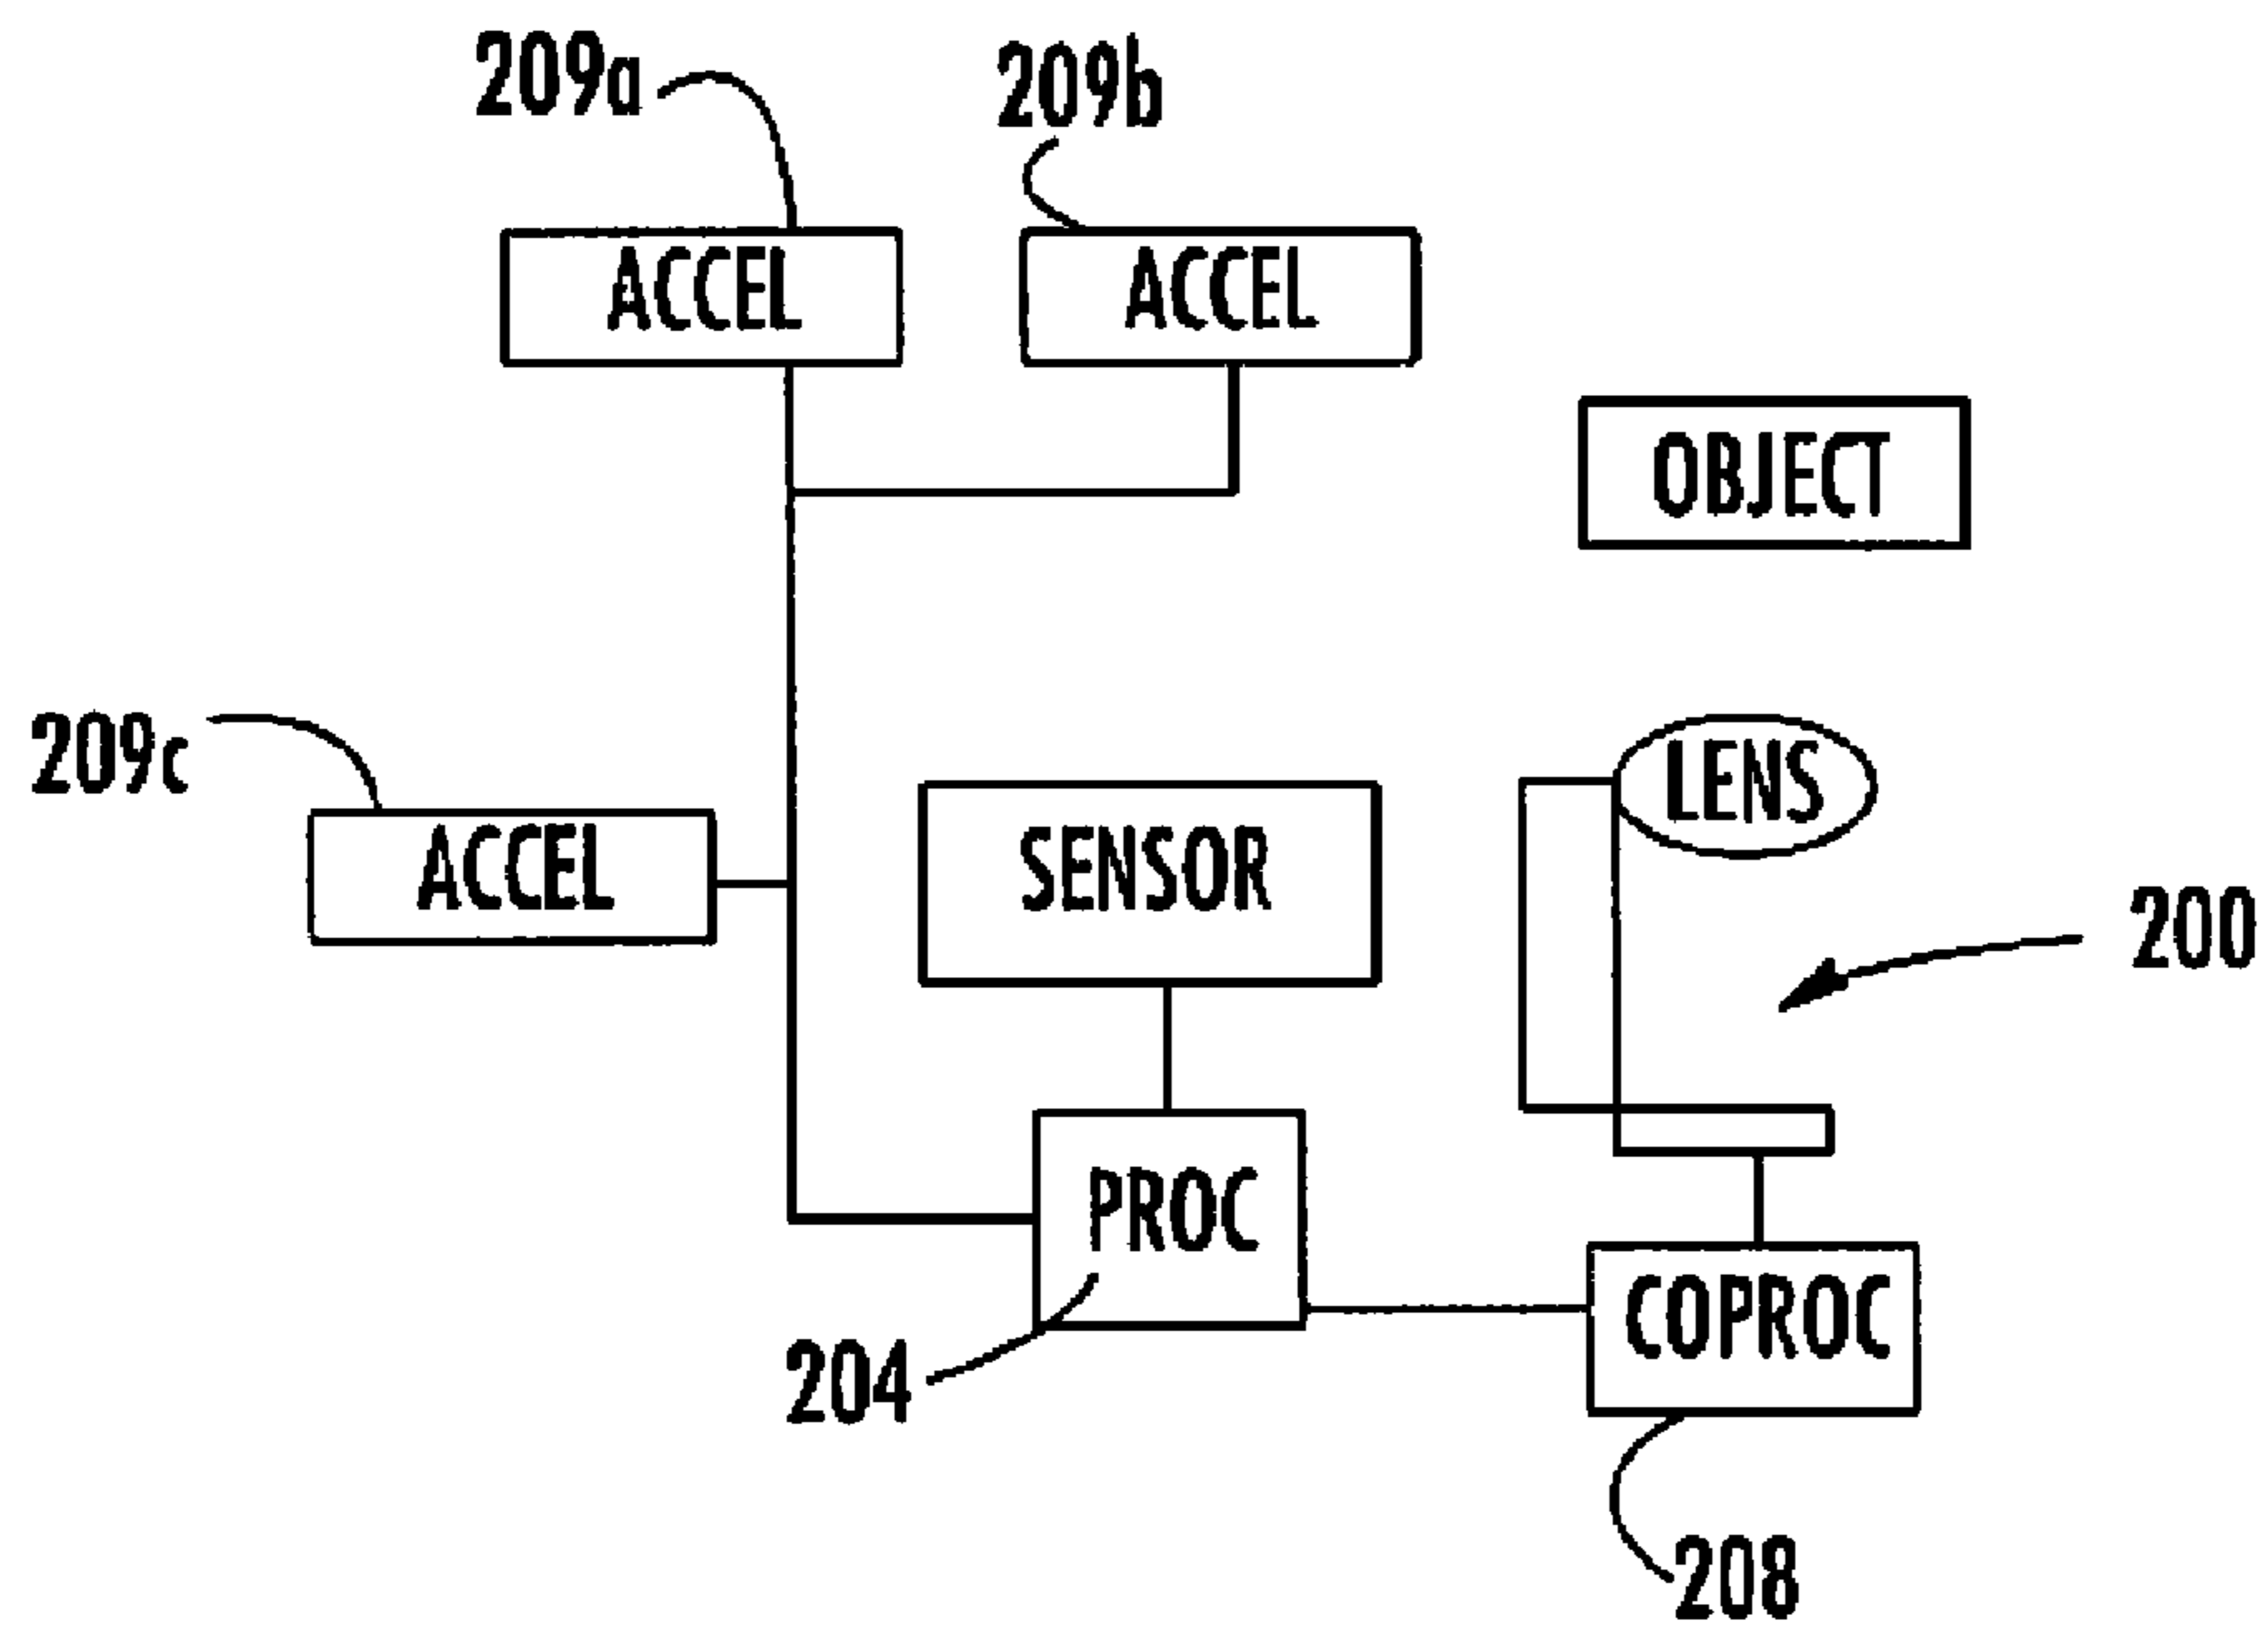 209a
209b
ACCEL
ACCEL
OBJECT
209c
LENS
ACCEL
SENSOR
200
PROC
COPROC
204
208